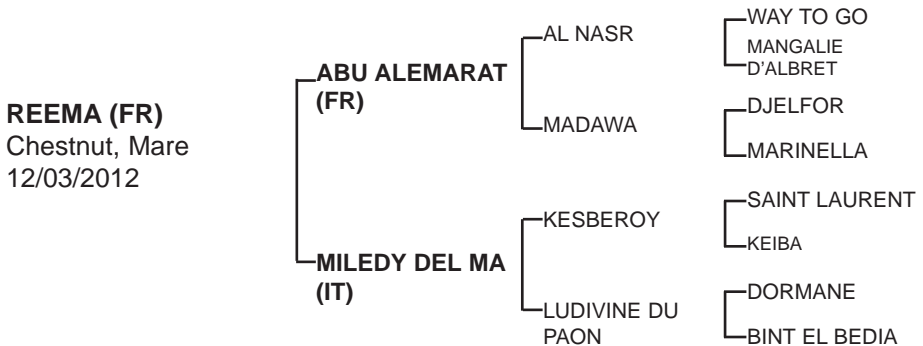 REEMA (FR)
Chestnut, Mare
12/03/2012
ABU ALEMARAT
(FR)
MILEDY DEL MA
(IT)
AL NASR
MADAWA
KESBEROY
LUDIVINE DU
PAON
WAY TO GO
MANGALIE
D'ALBRET
DJELFOR
MARINELLA
SAINT LAURENT
KEIBA
DORMANE
BINT EL BEDIA